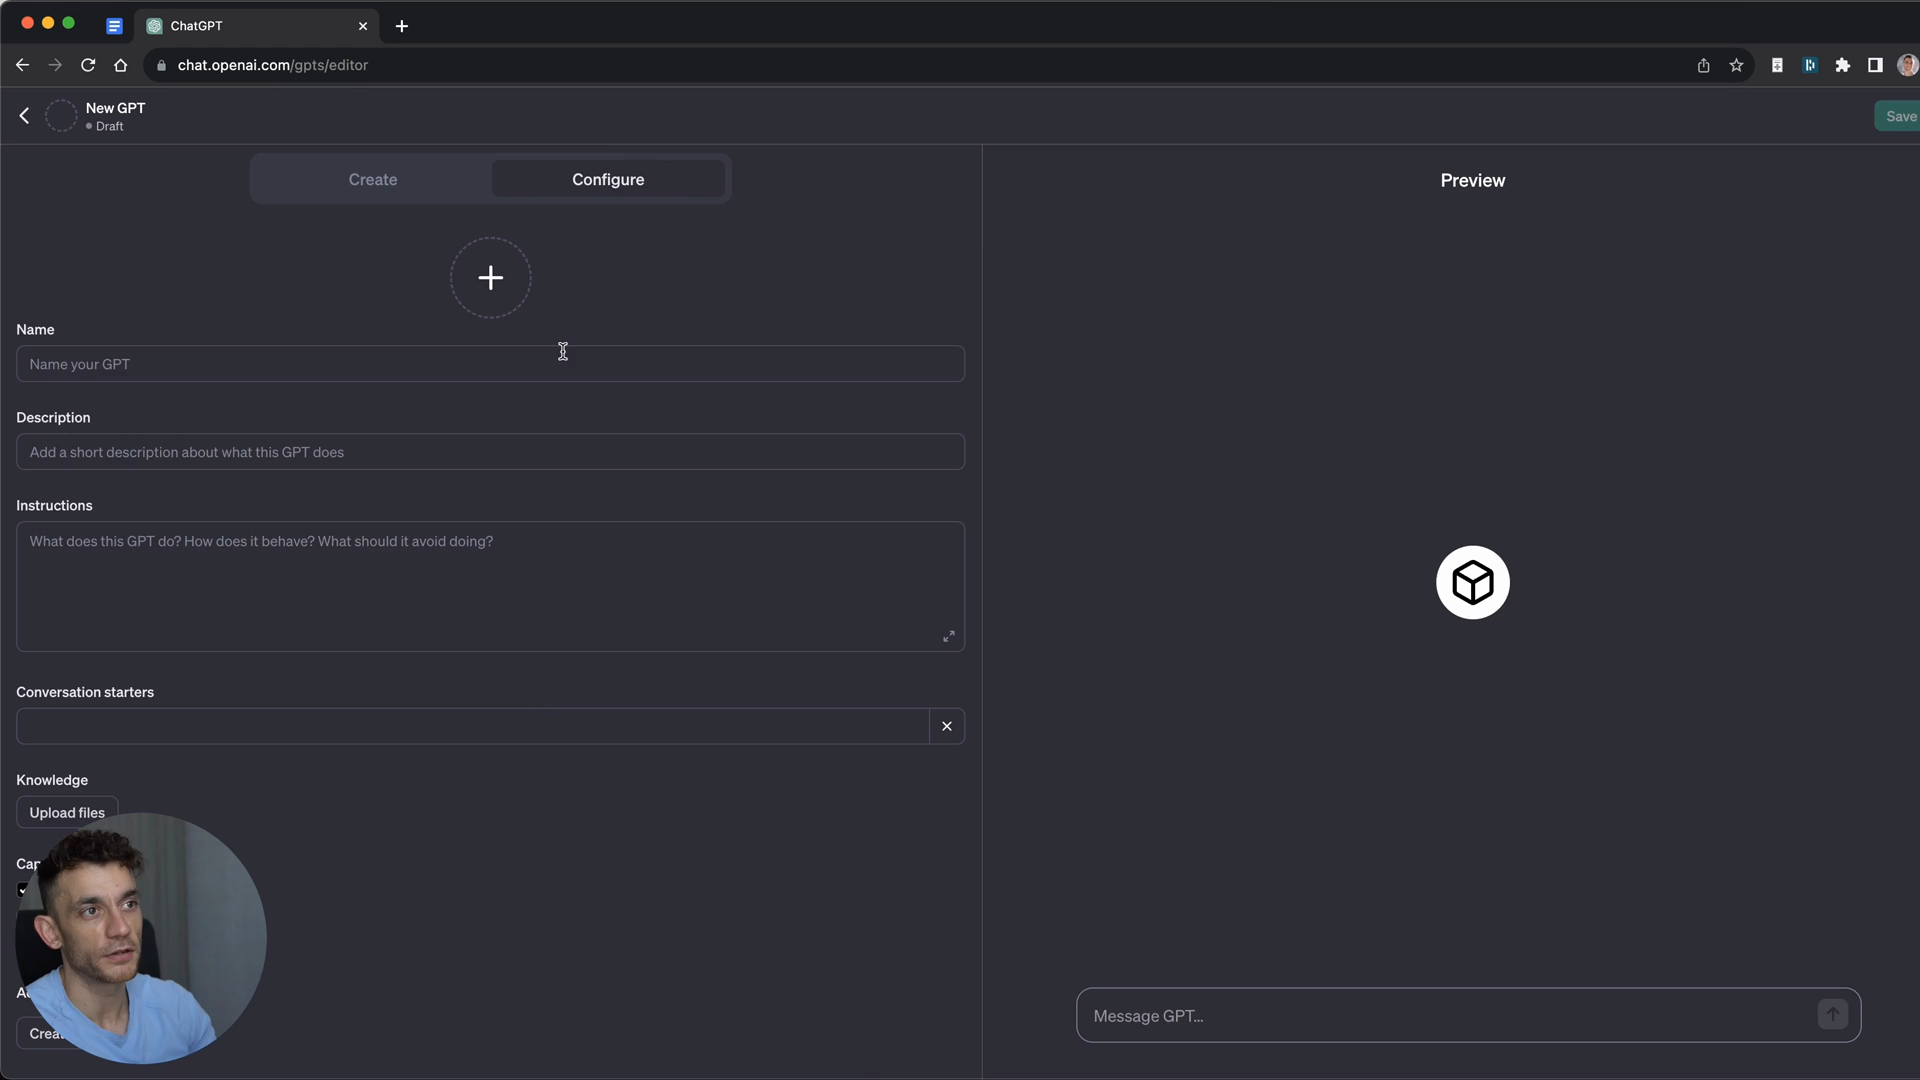 ChatGPT
chat.openai.com/gpts/editor
New GPT
Draft
Save
Create
Configure
Preview
Name
Name your GPT
Description
Add a short description about what this GPT does
Instructions
What does this GPT do? How does it behave? What should it avoid doing?
Conversation starters
Knowledge
Upload files
Message GPT...